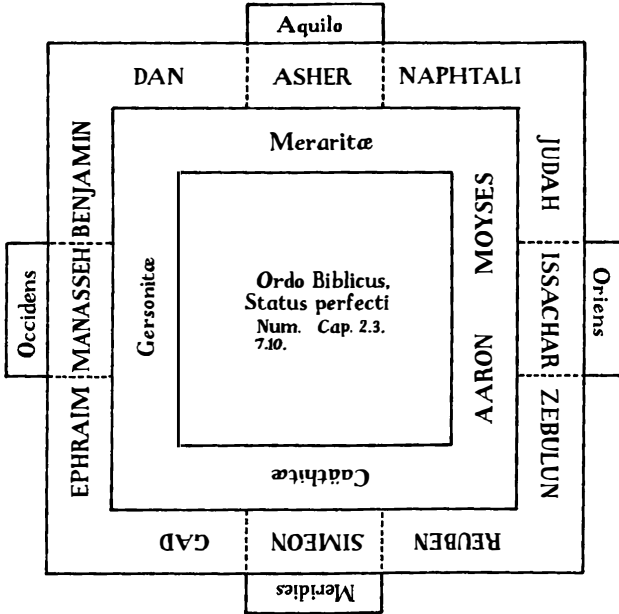 Aquilo
DAN ASHER NAPHTALI
Meraritæ
BENJAMIN
MANASSEH
EPHRAIM
Occidens
Gersonitæ
Ordo Biblicus,
Status perfecti
Num. Cap. 2.3.
7.10.
MOYSES
AARON
JUDAH
ISSACHAR
ZEBULUN
Oriens
Caäthitæ
GAD SIMEON REUBEN
Meridies